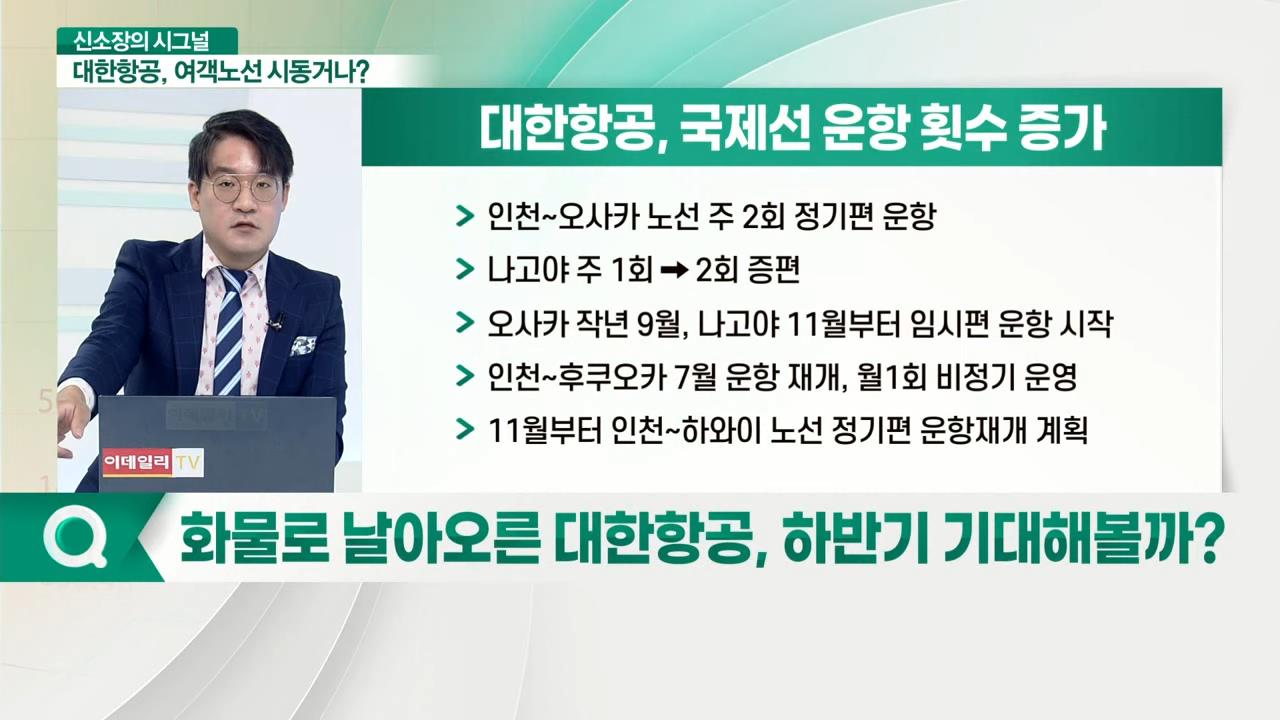 신소장의 시그널
대한항공, 여객노선 시동거나?
대한항공, 국제선 운항 횟수 증가
인천~오사카 노선 주 2회 정기편 운항
나고야 주 1회 ➡ 2회 증편
오사카 작년 9월, 나고야 11월부터 임시편 운항 시작
인천~후쿠오카 7월 운항 재개, 월1회 비정기 운영
11월부터 인천~하와이 노선 정기편 운항재개 계획
이데일리 TV
이데일리 TV
Q 화물로 날아오른 대한항공, 하반기 기대해볼까?